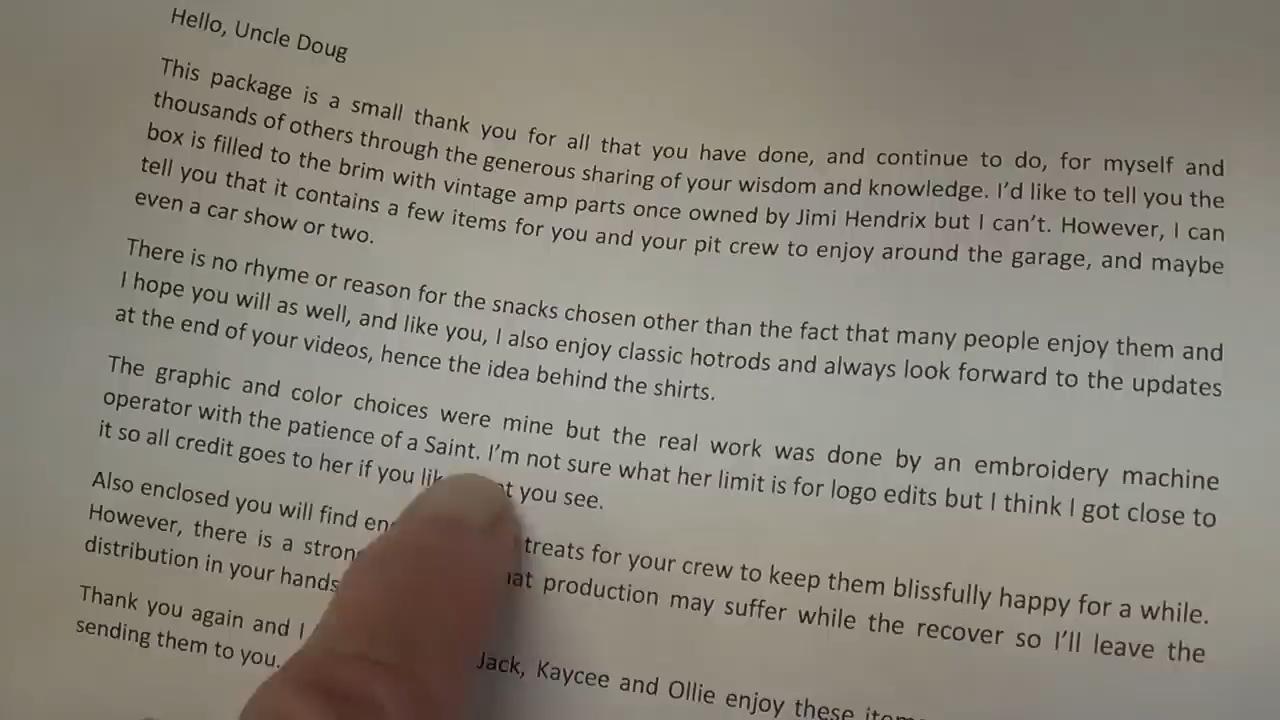 Hello, Uncle Doug
This package is a small thank you for all that you have done, and continue to do, for myself and
thousands of others through the generous sharing of your wisdom and knowledge. I'd like to tell you the
box is filled to the brim with vintage amp parts once owned by Jimi Hendrix but I can't. However, I can
tell you that it contains a few items for you and your pit crew to enjoy around the garage, and maybe
even a car show or two.
There is no rhyme or reason for the snacks chosen other than the fact that many people enjoy them and
I hope you will as well, and like you, I also enjoy classic hotrods and always look forward to the updates
at the end of your videos, hence the idea behind the shirts.
The graphic and color choices were mine but the real work was done by an embroidery machine
operator with the patience of a Saint. I'm not sure what her limit is for logo edits but I think I got close to
it so all credit goes to her if you you see.
Also enclosed you will find treats for your crew to keep them blissfully happy for a while.
However, there is a production may suffer while the recover so I'll leave the
distribution in your hands
Thank you again and I Jack, Kaycee and Ollie enjoy these
sending them to you.